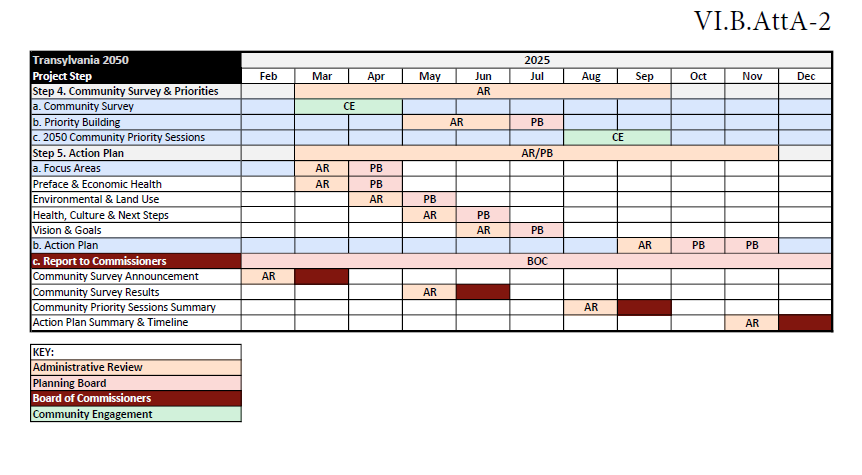 VI.B.AttA-2
Transylvania 2050 2025
Project Step Feb Mar Apr May Jun Jul Aug Sep Oct Nov Dec
Step 4. Community Survey & Priorities AR
a. Community Survey CE
b. Priority Building AR PB
c. 2050 Community Priority Sessions CE
Step 5. Action Plan AR/PB
a. Focus Areas AR PB
Preface & Economic Health AR PB
Environmental & Land Use AR PB
Health, Culture & Next Steps AR PB
Vision & Goals AR PB
b. Action Plan AR PB PB
c. Report to Commissioners BOC
Community Survey Announcement AR
Community Survey Results AR
Community Priority Sessions Summary AR
Action Plan Summary & Timeline AR
KEY:
Administrative Review
Planning Board
Board of Commissioners
Community Engagement